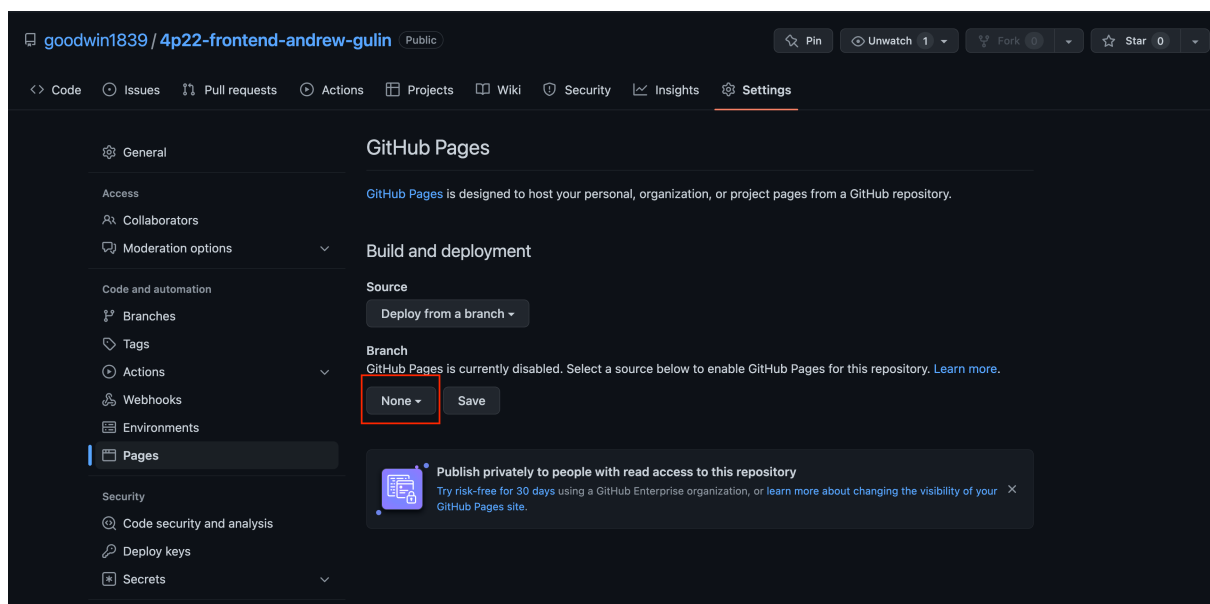 goodwin1839 / 4p22-frontend-andrew-gulin Public
Pin
Unwatch 1
Fork 0
Star 0
Code
Issues
Pull requests
Actions
Projects
Wiki
Security
Insights
Settings
General
Access
Collaborators
Moderation options
Code and automation
Branches
Tags
Actions
Webhooks
Environments
Pages
Security
Code security and analysis
Deploy keys
Secrets
GitHub Pages
GitHub Pages is designed to host your personal, organization, or project pages from a GitHub repository.
Build and deployment
Source
Deploy from a branch
Branch
GitHub Pages is currently disabled. Select a source below to enable GitHub Pages for this repository. Learn more.
None
Save
Publish privately to people with read access to this repository
Try risk-free for 30 days using a GitHub Enterprise organization, or learn more about changing the visibility of your
GitHub Pages site.